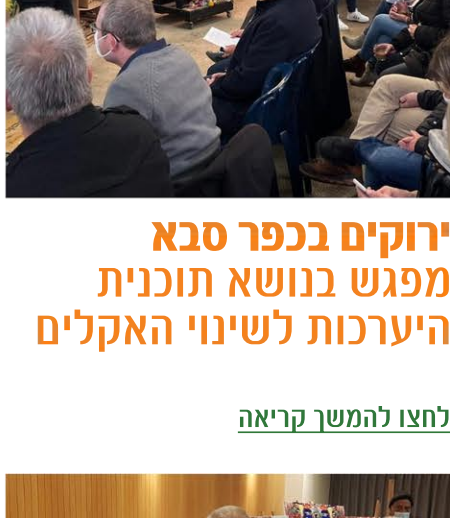 ירוקים בכפר סבא
מפגש בנושא תוכנית
היערכות לשינוי האקלים
לחצו להמשך קריאה